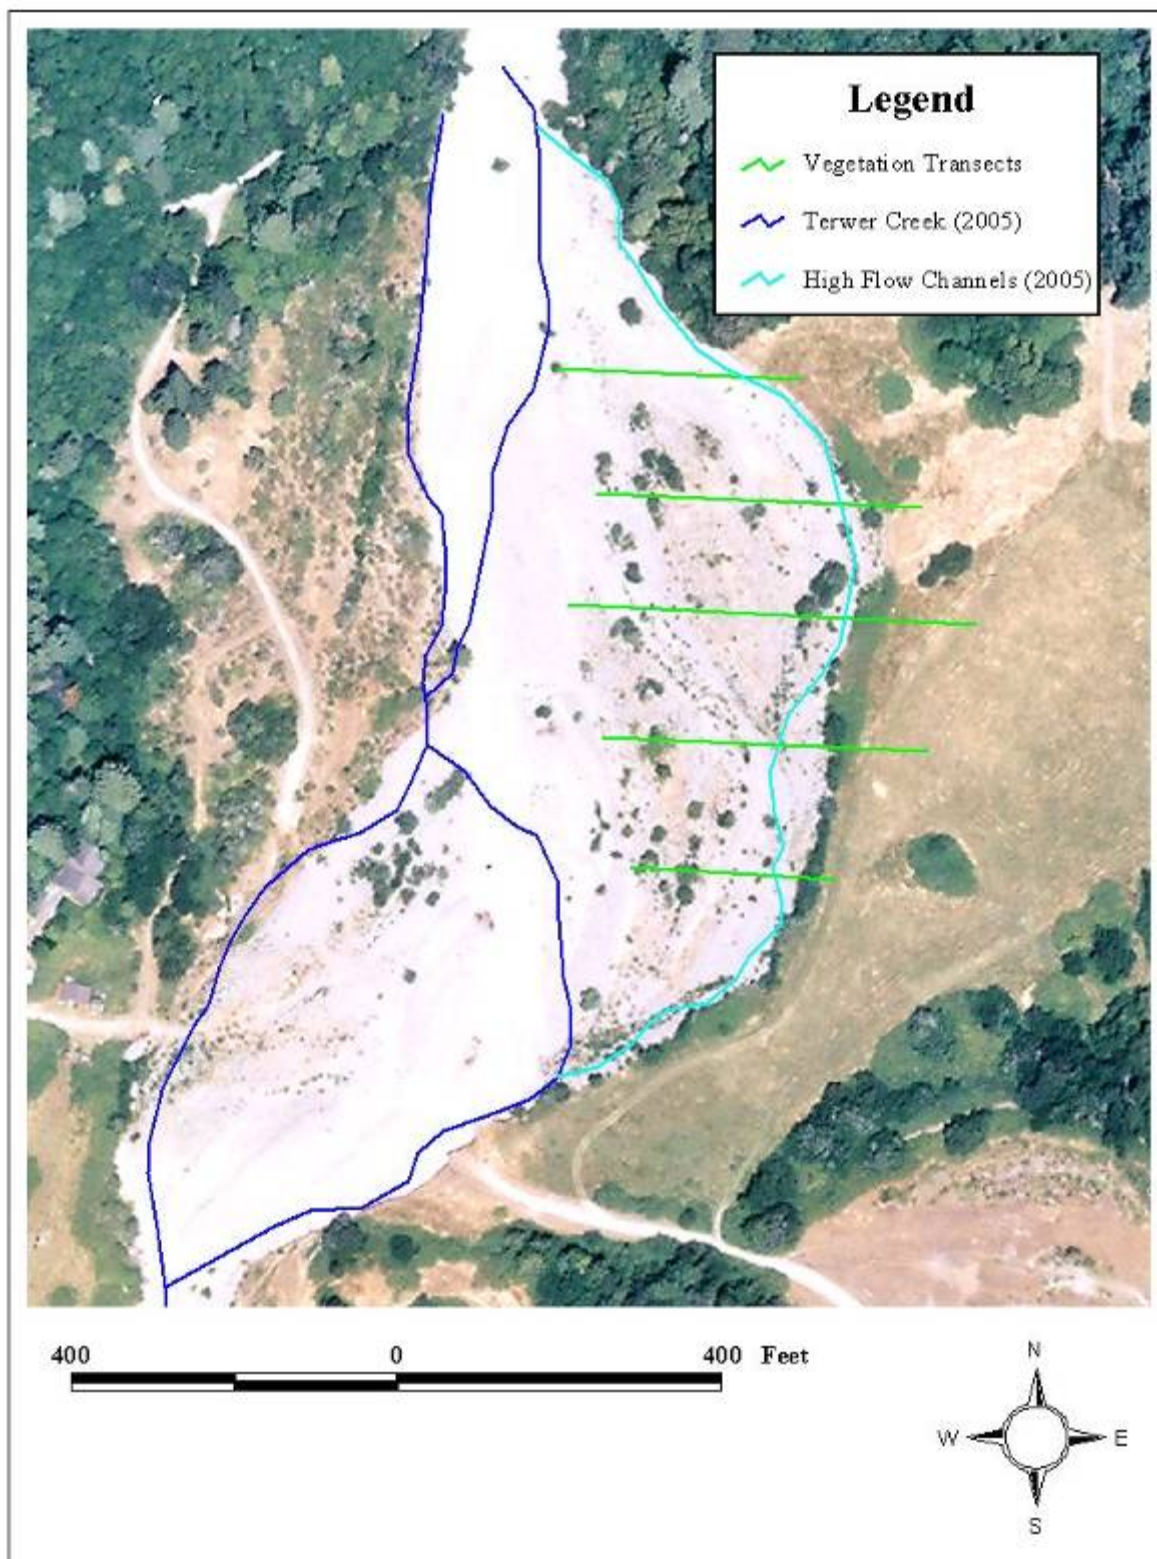 Legend
Vegetation Transects
Terwer Creek (2005)
High Flow Channels (2005)
400 0 400 Feet
N
W E
S